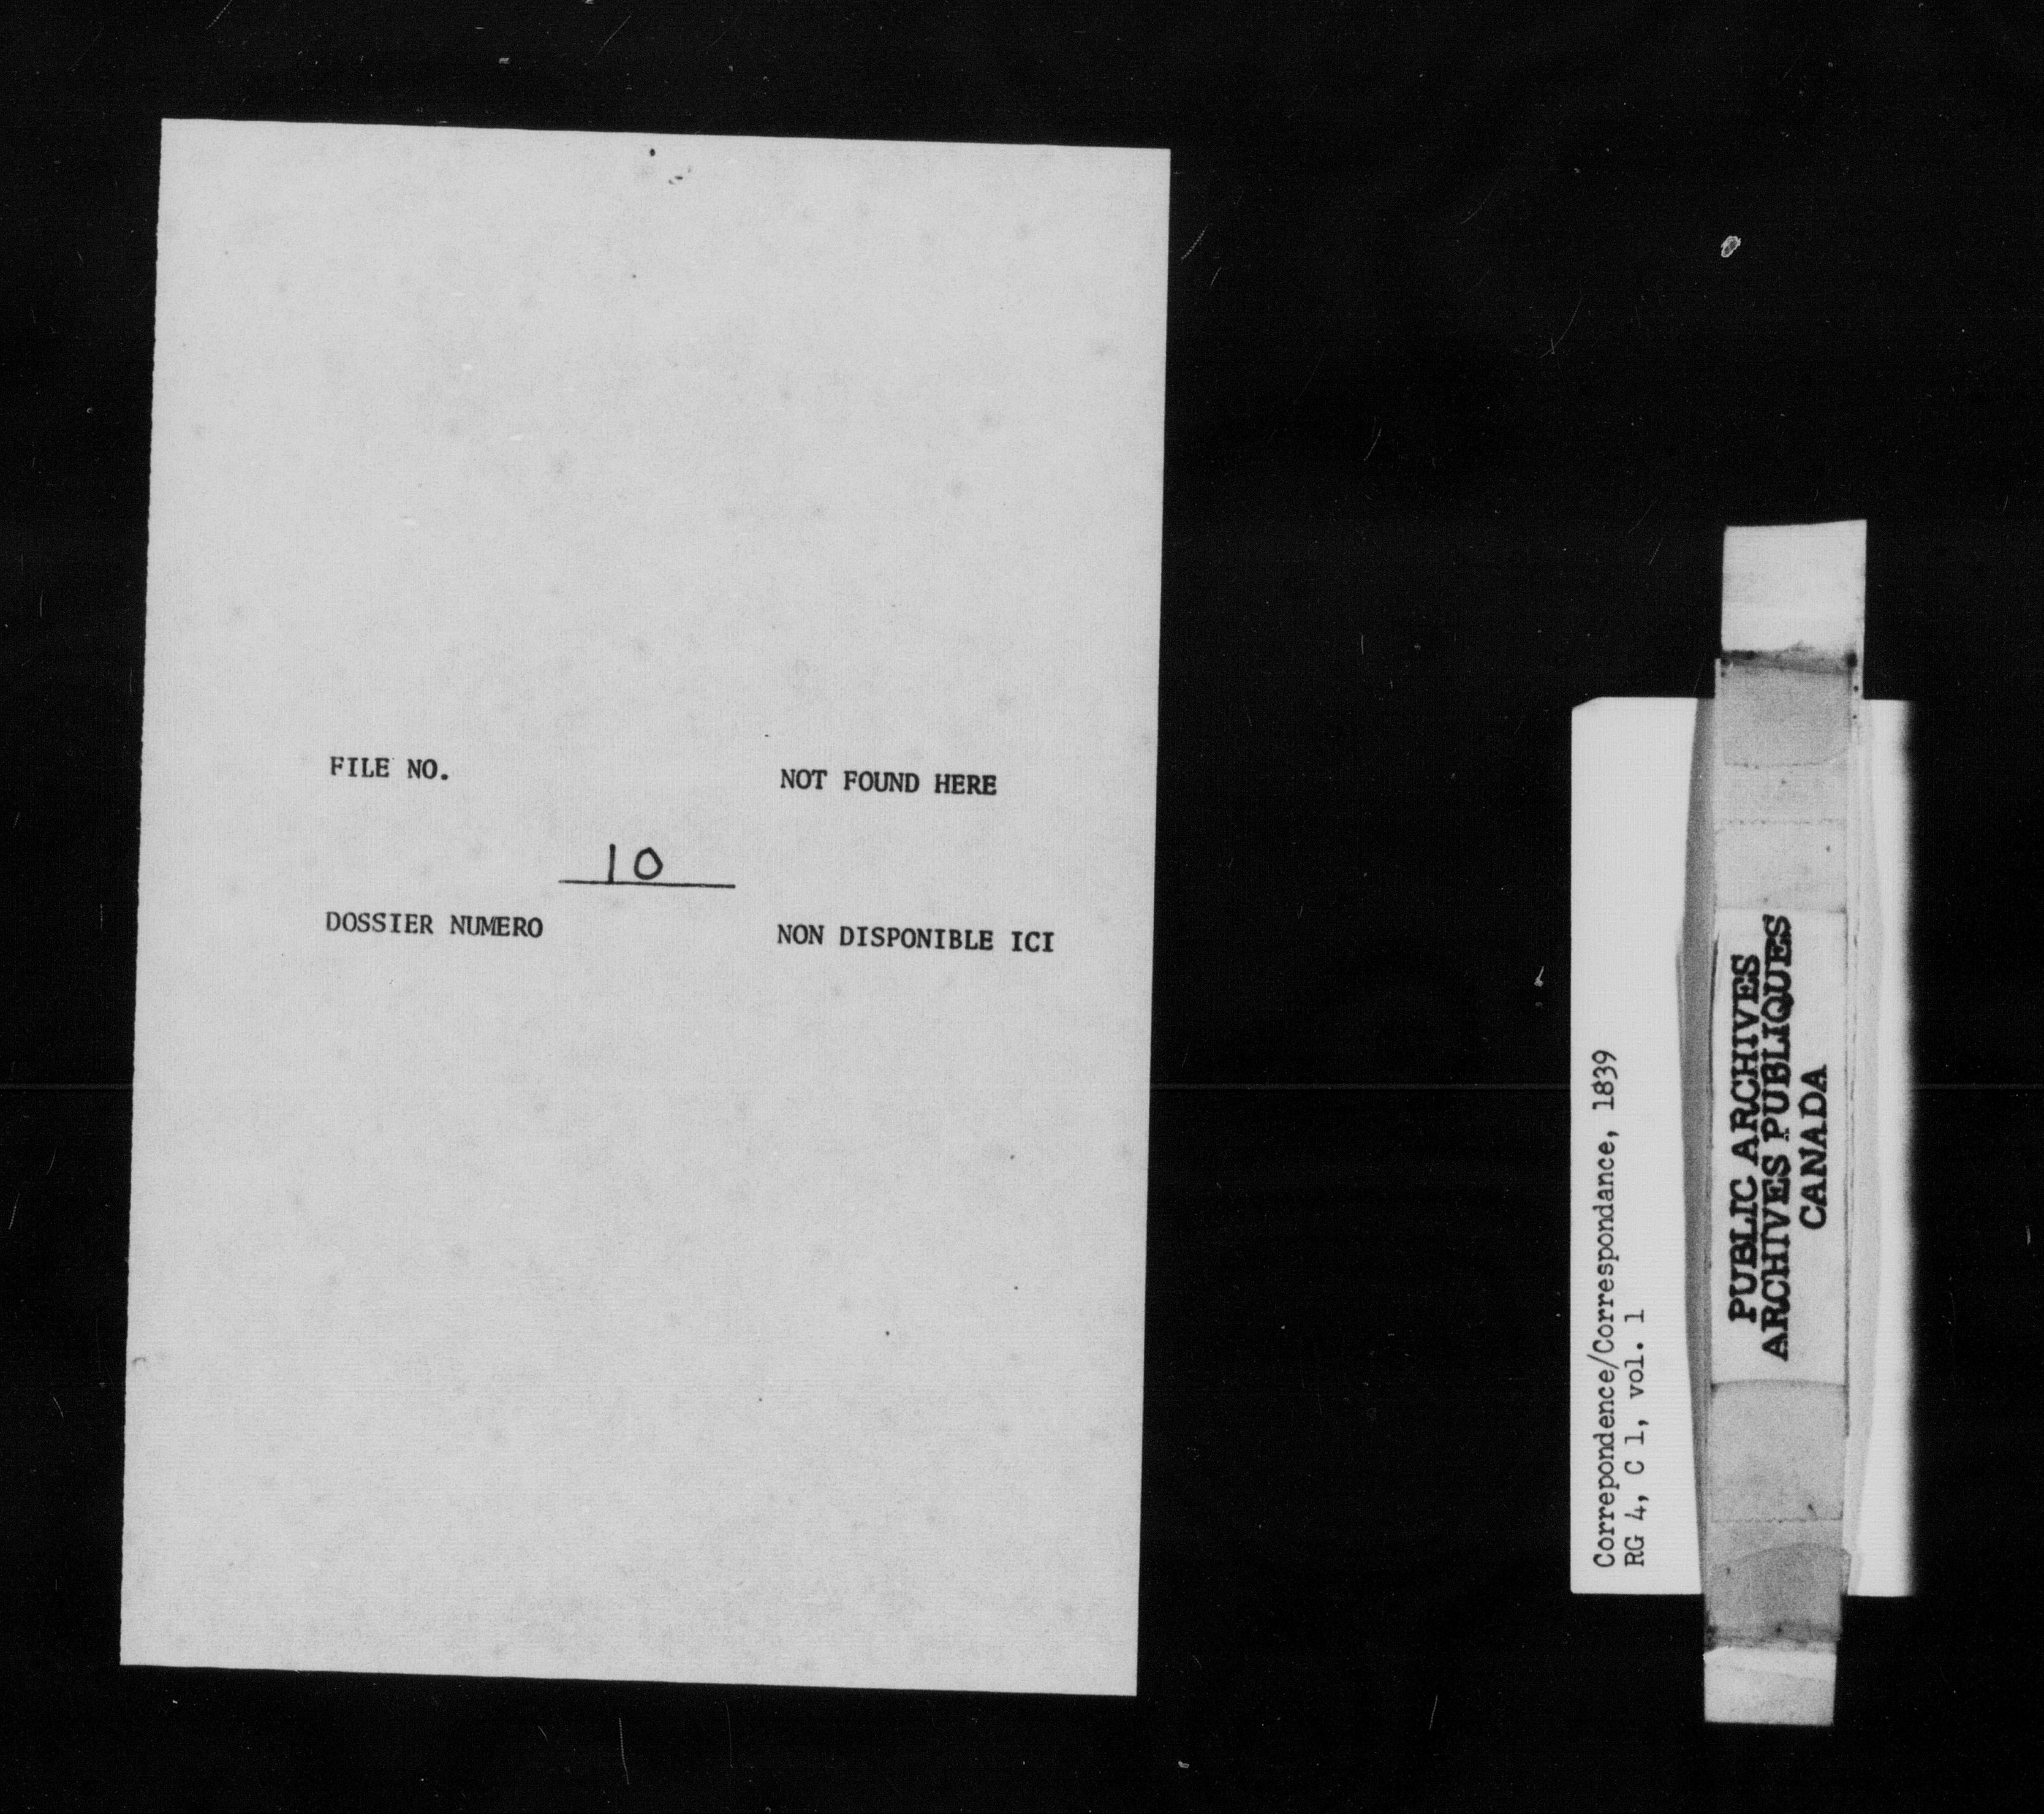 FILE NO. NOT FOUND HERE
10
DOSSIER NUMERO NON DISPONIBLE ICI
Correpondence/Correspondance, 1839
RG 4, C 1, vol. 1
PUBLIC ARCHIVES
ARCHIVES PUBLIQUES
CANADA